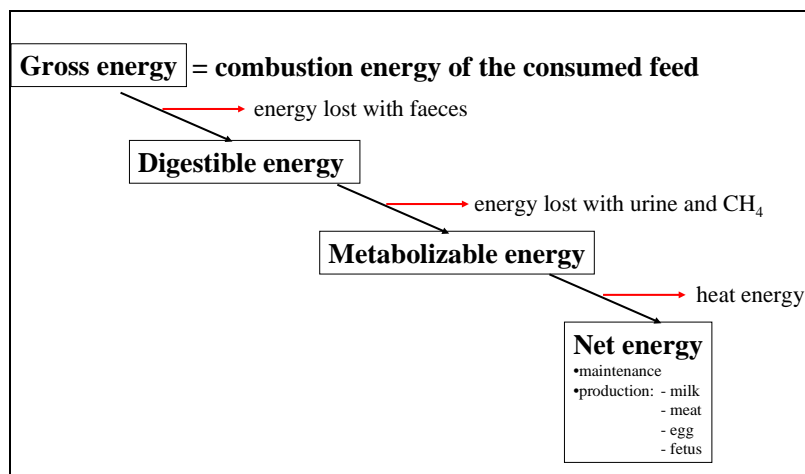 Gross energy = combustion energy of the consumed feed
energy lost with faeces
Digestible energy
energy lost with urine and CH₄
Metabolizable energy
heat energy
Net energy
•maintenance
•production: - milk
- meat
- egg
- fetus